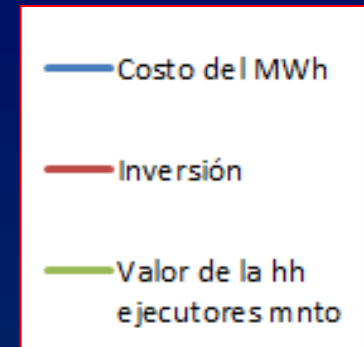 Costo del MWh
Inversión
Valor de la hh
ejecutores mnto